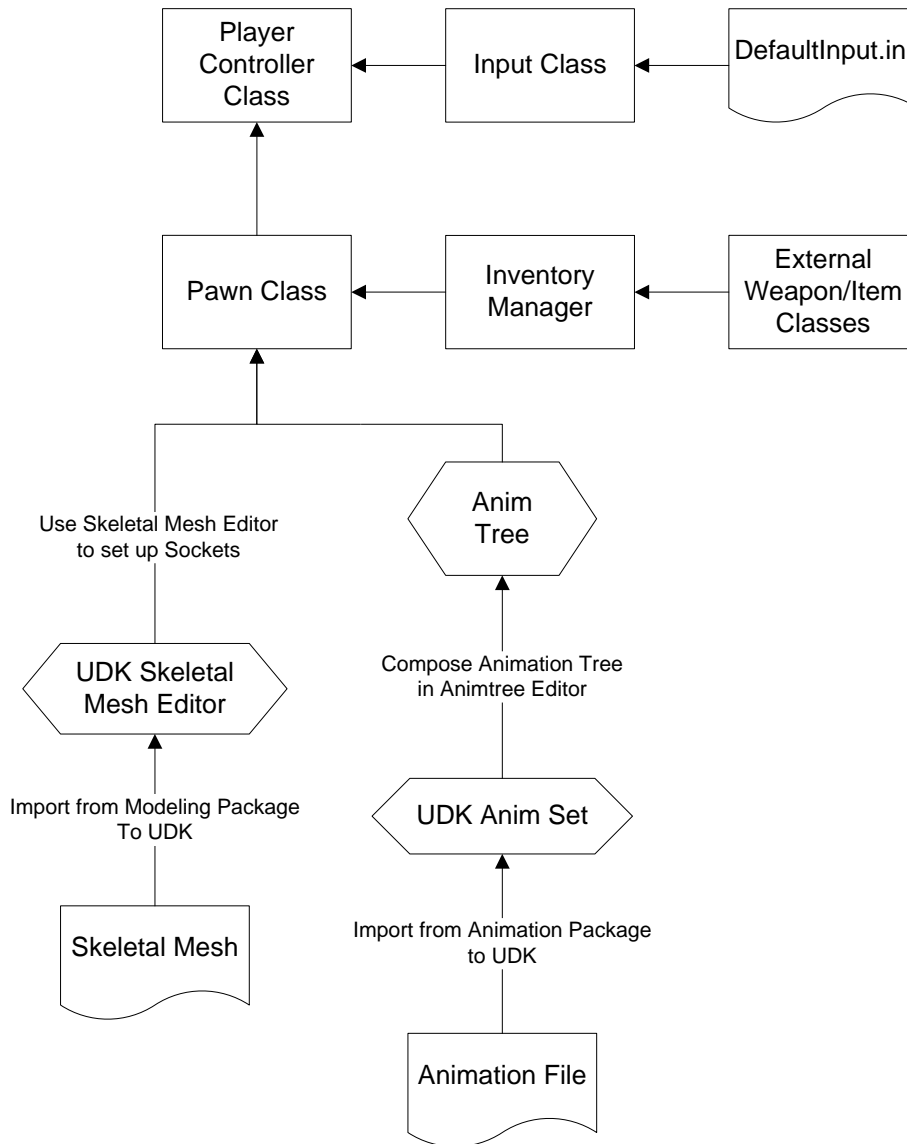 Player
Controller
Class
Input Class
DefaultInput.in
Pawn Class
Inventory
Manager
External
Weapon/Item
Classes
Use Skeletal Mesh Editor
to set up Sockets
Anim
Tree
UDK Skeletal
Mesh Editor
Compose Animation Tree
in Animtree Editor
Import from Modeling Package
To UDK
UDK Anim Set
Skeletal Mesh
Import from Animation Package
to UDK
Animation File